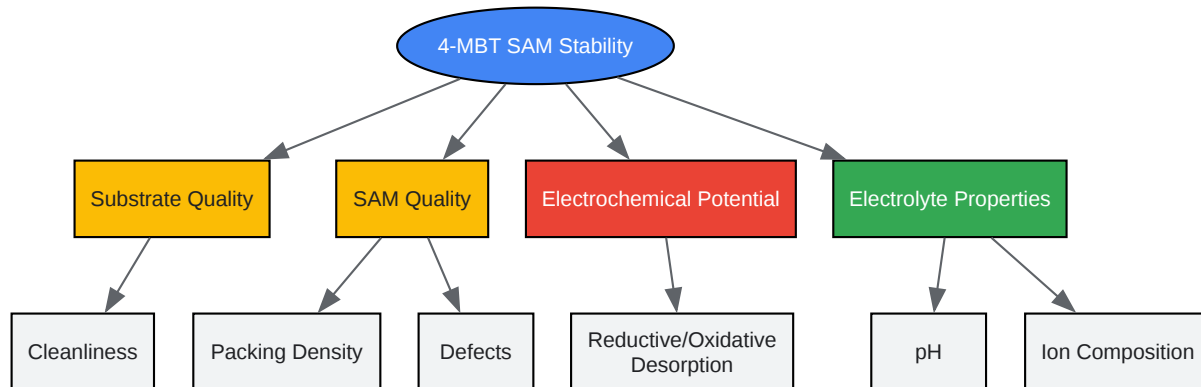 4-MBT SAM Stability
Substrate Quality
SAM Quality
Electrochemical Potential
Electrolyte Properties
Cleanliness
Packing Density
Defects
Reductive/Oxidative
Desorption
pH
Ion Composition